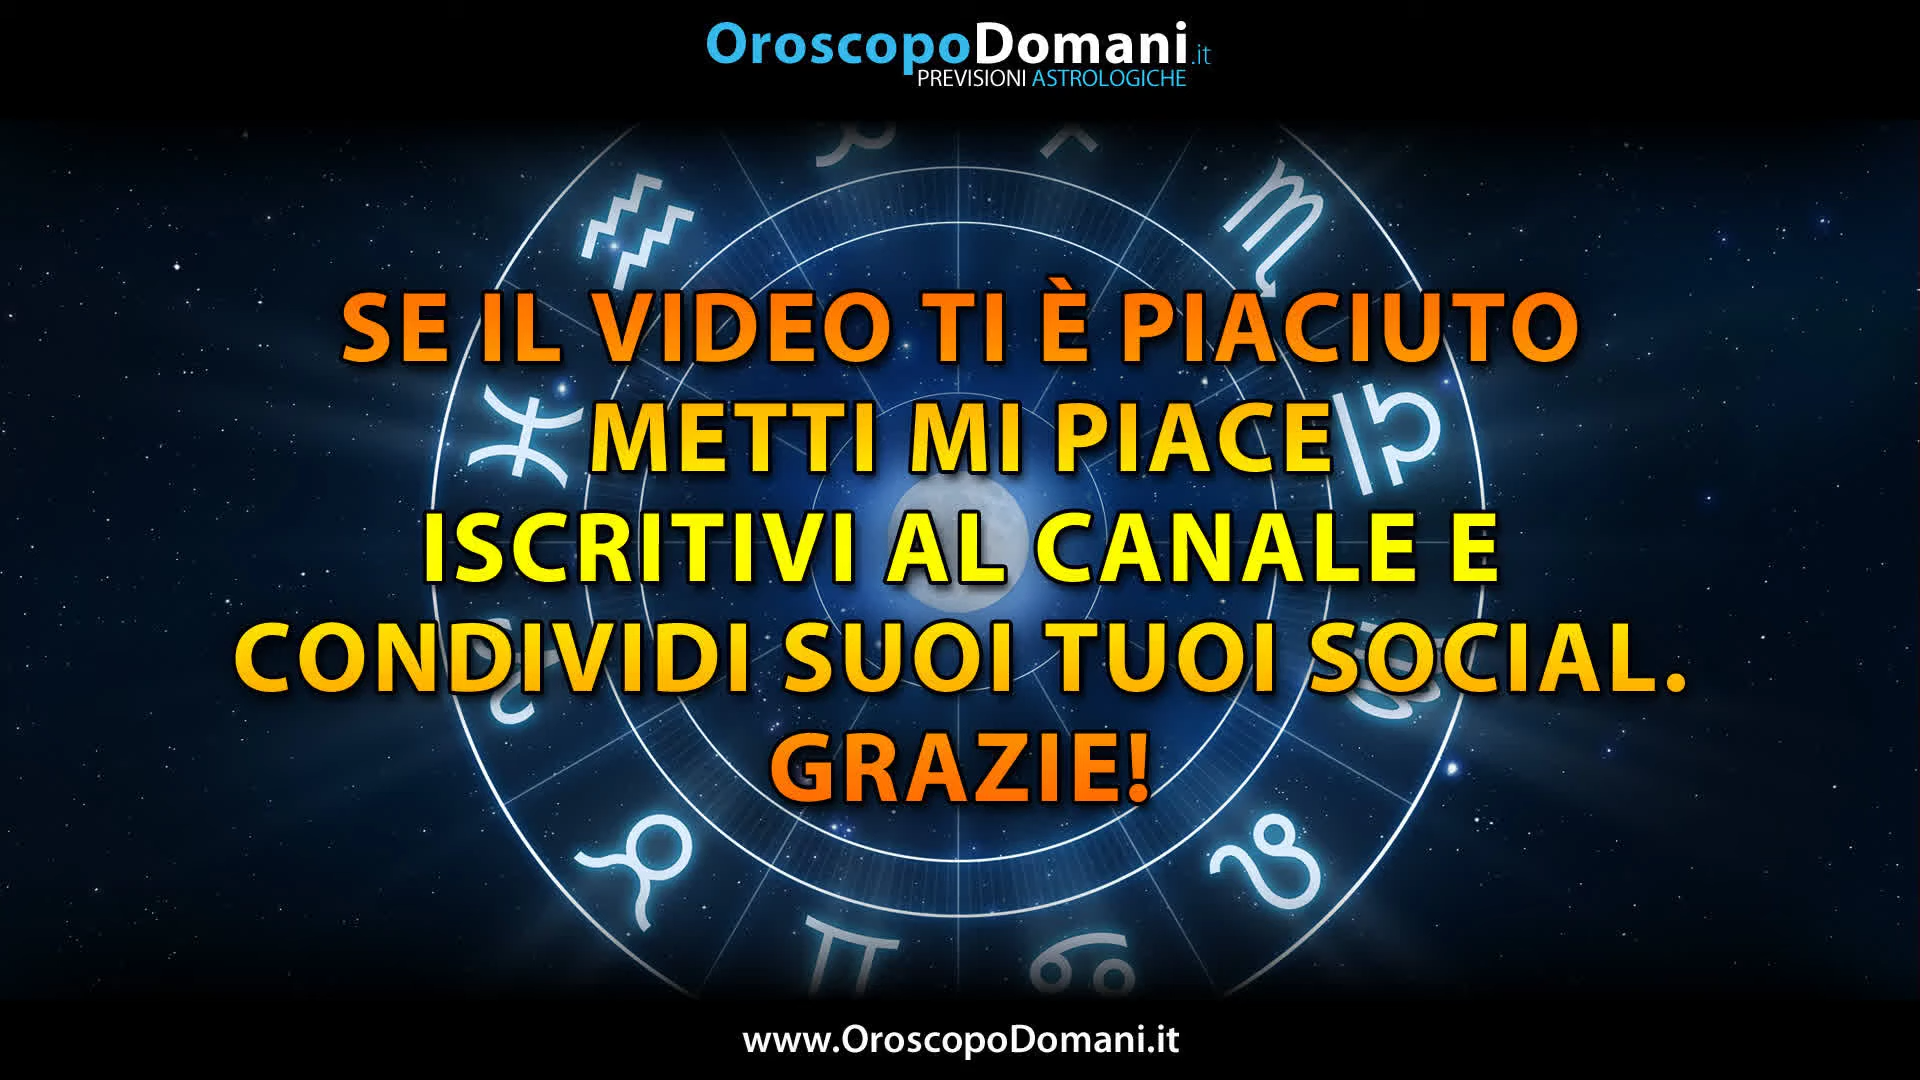 OroscopoDomani.it
PREVISIONI ASTROLOGICHE
SE IL VIDEO TI È PIACIUTO
METTI MI PIACE
ISCRITIVI AL CANALE E
CONDIVIDI SUOI TUOI SOCIAL.
GRAZIE!
www.OroscopoDomani.it